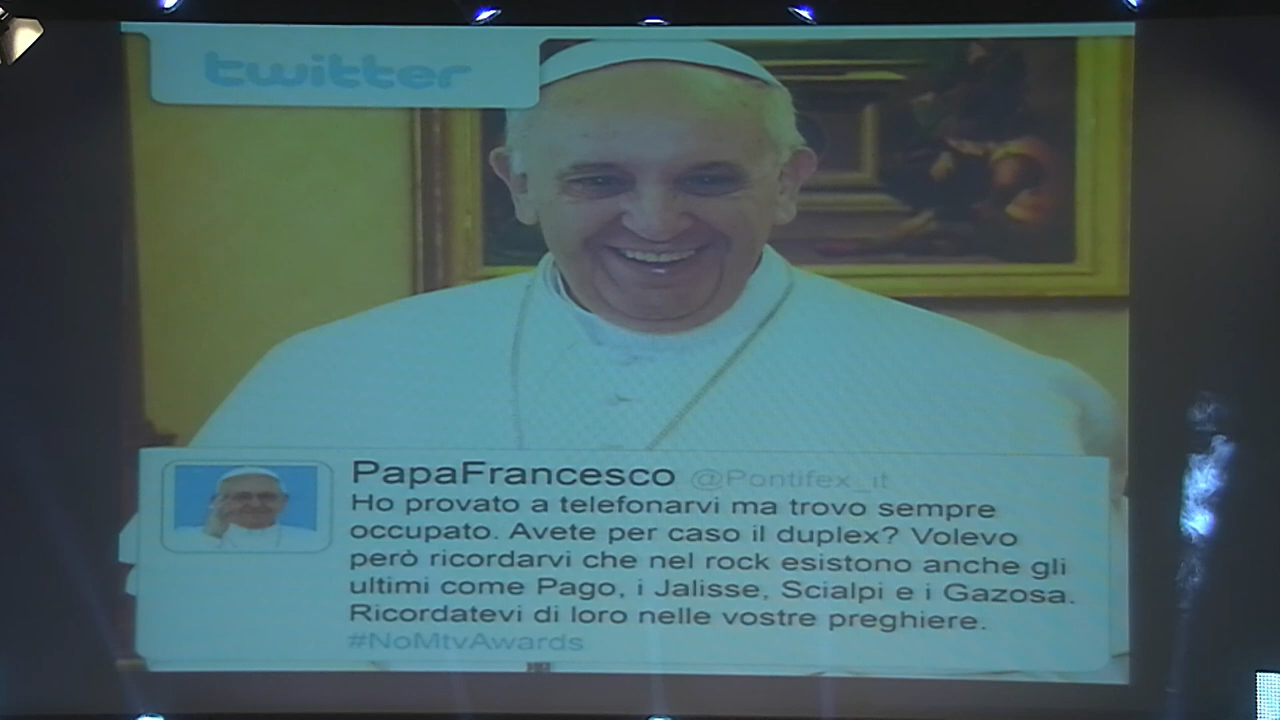 twitter
PapaFrancesco @Pontifex_it
Ho provato a telefonarvi ma trovo sempre
occupato. Avete per caso il duplex? Volevo
però ricordarvi che nel rock esistono anche gli
ultimi come Pago, i Jalisse, Scialpi e i Gazosa.
Ricordatevi di loro nelle vostre preghiere.
#NoMtvAwards